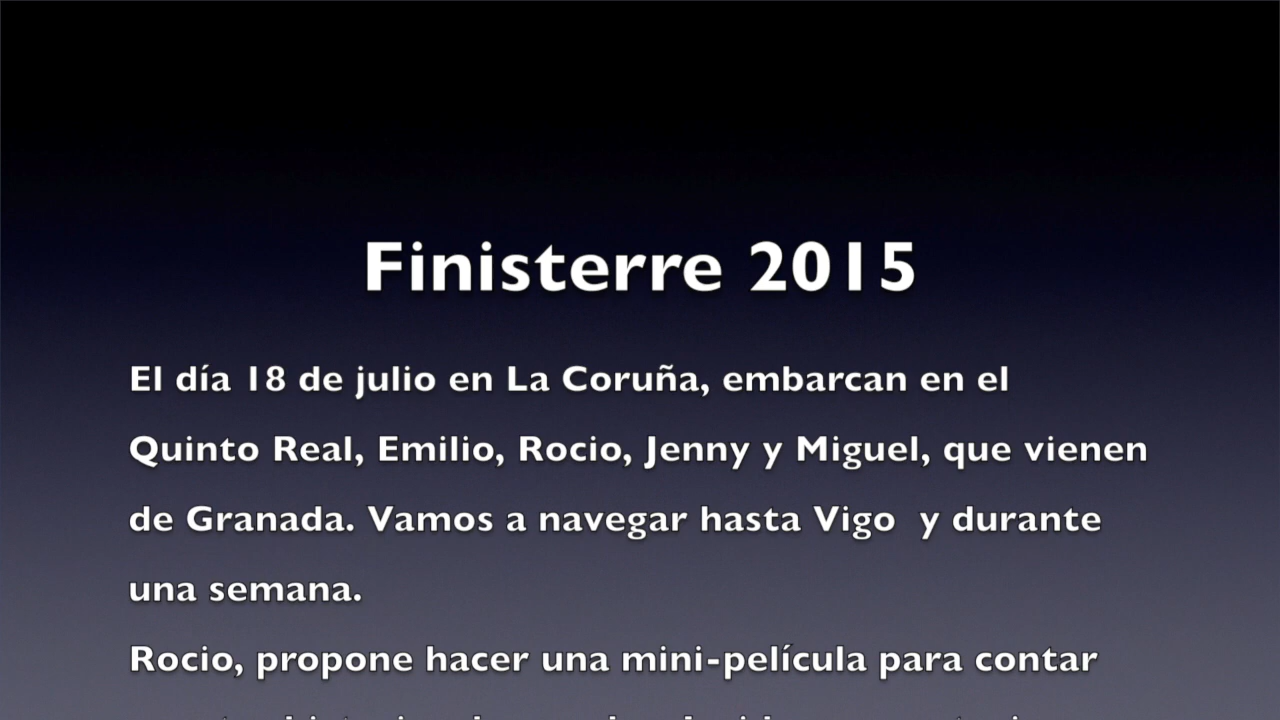 Finisterre 2015
El día 18 de julio en La Coruña, embarcan en el
Quinto Real, Emilio, Rocio, Jenny y Miguel, que vienen
de Granada. Vamos a navegar hasta Vigo  y durante
una semana.
Rocio, propone hacer una mini-película para contar